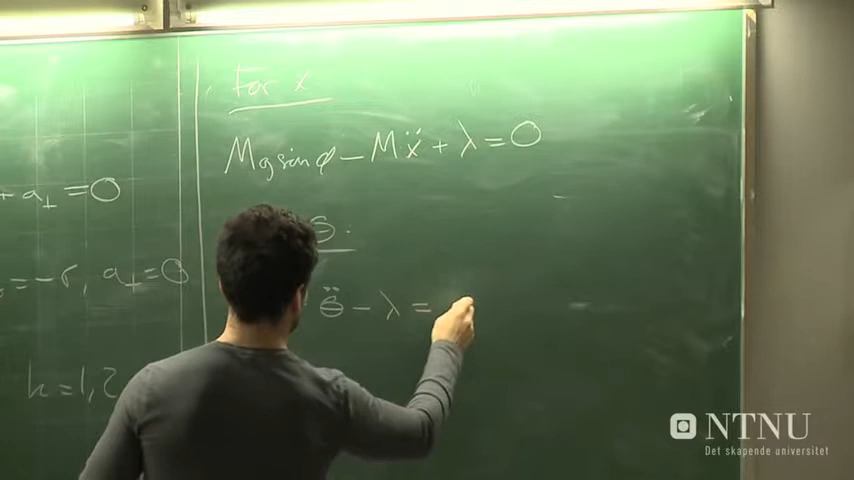 + a⊥ = 0
= -r, a⊥ = 0
k = 1, 2
For x
Mg sin φ - Mẍ + λ = 0
θ:
θ̈ - λ =
NTNU
Det skapende universitet